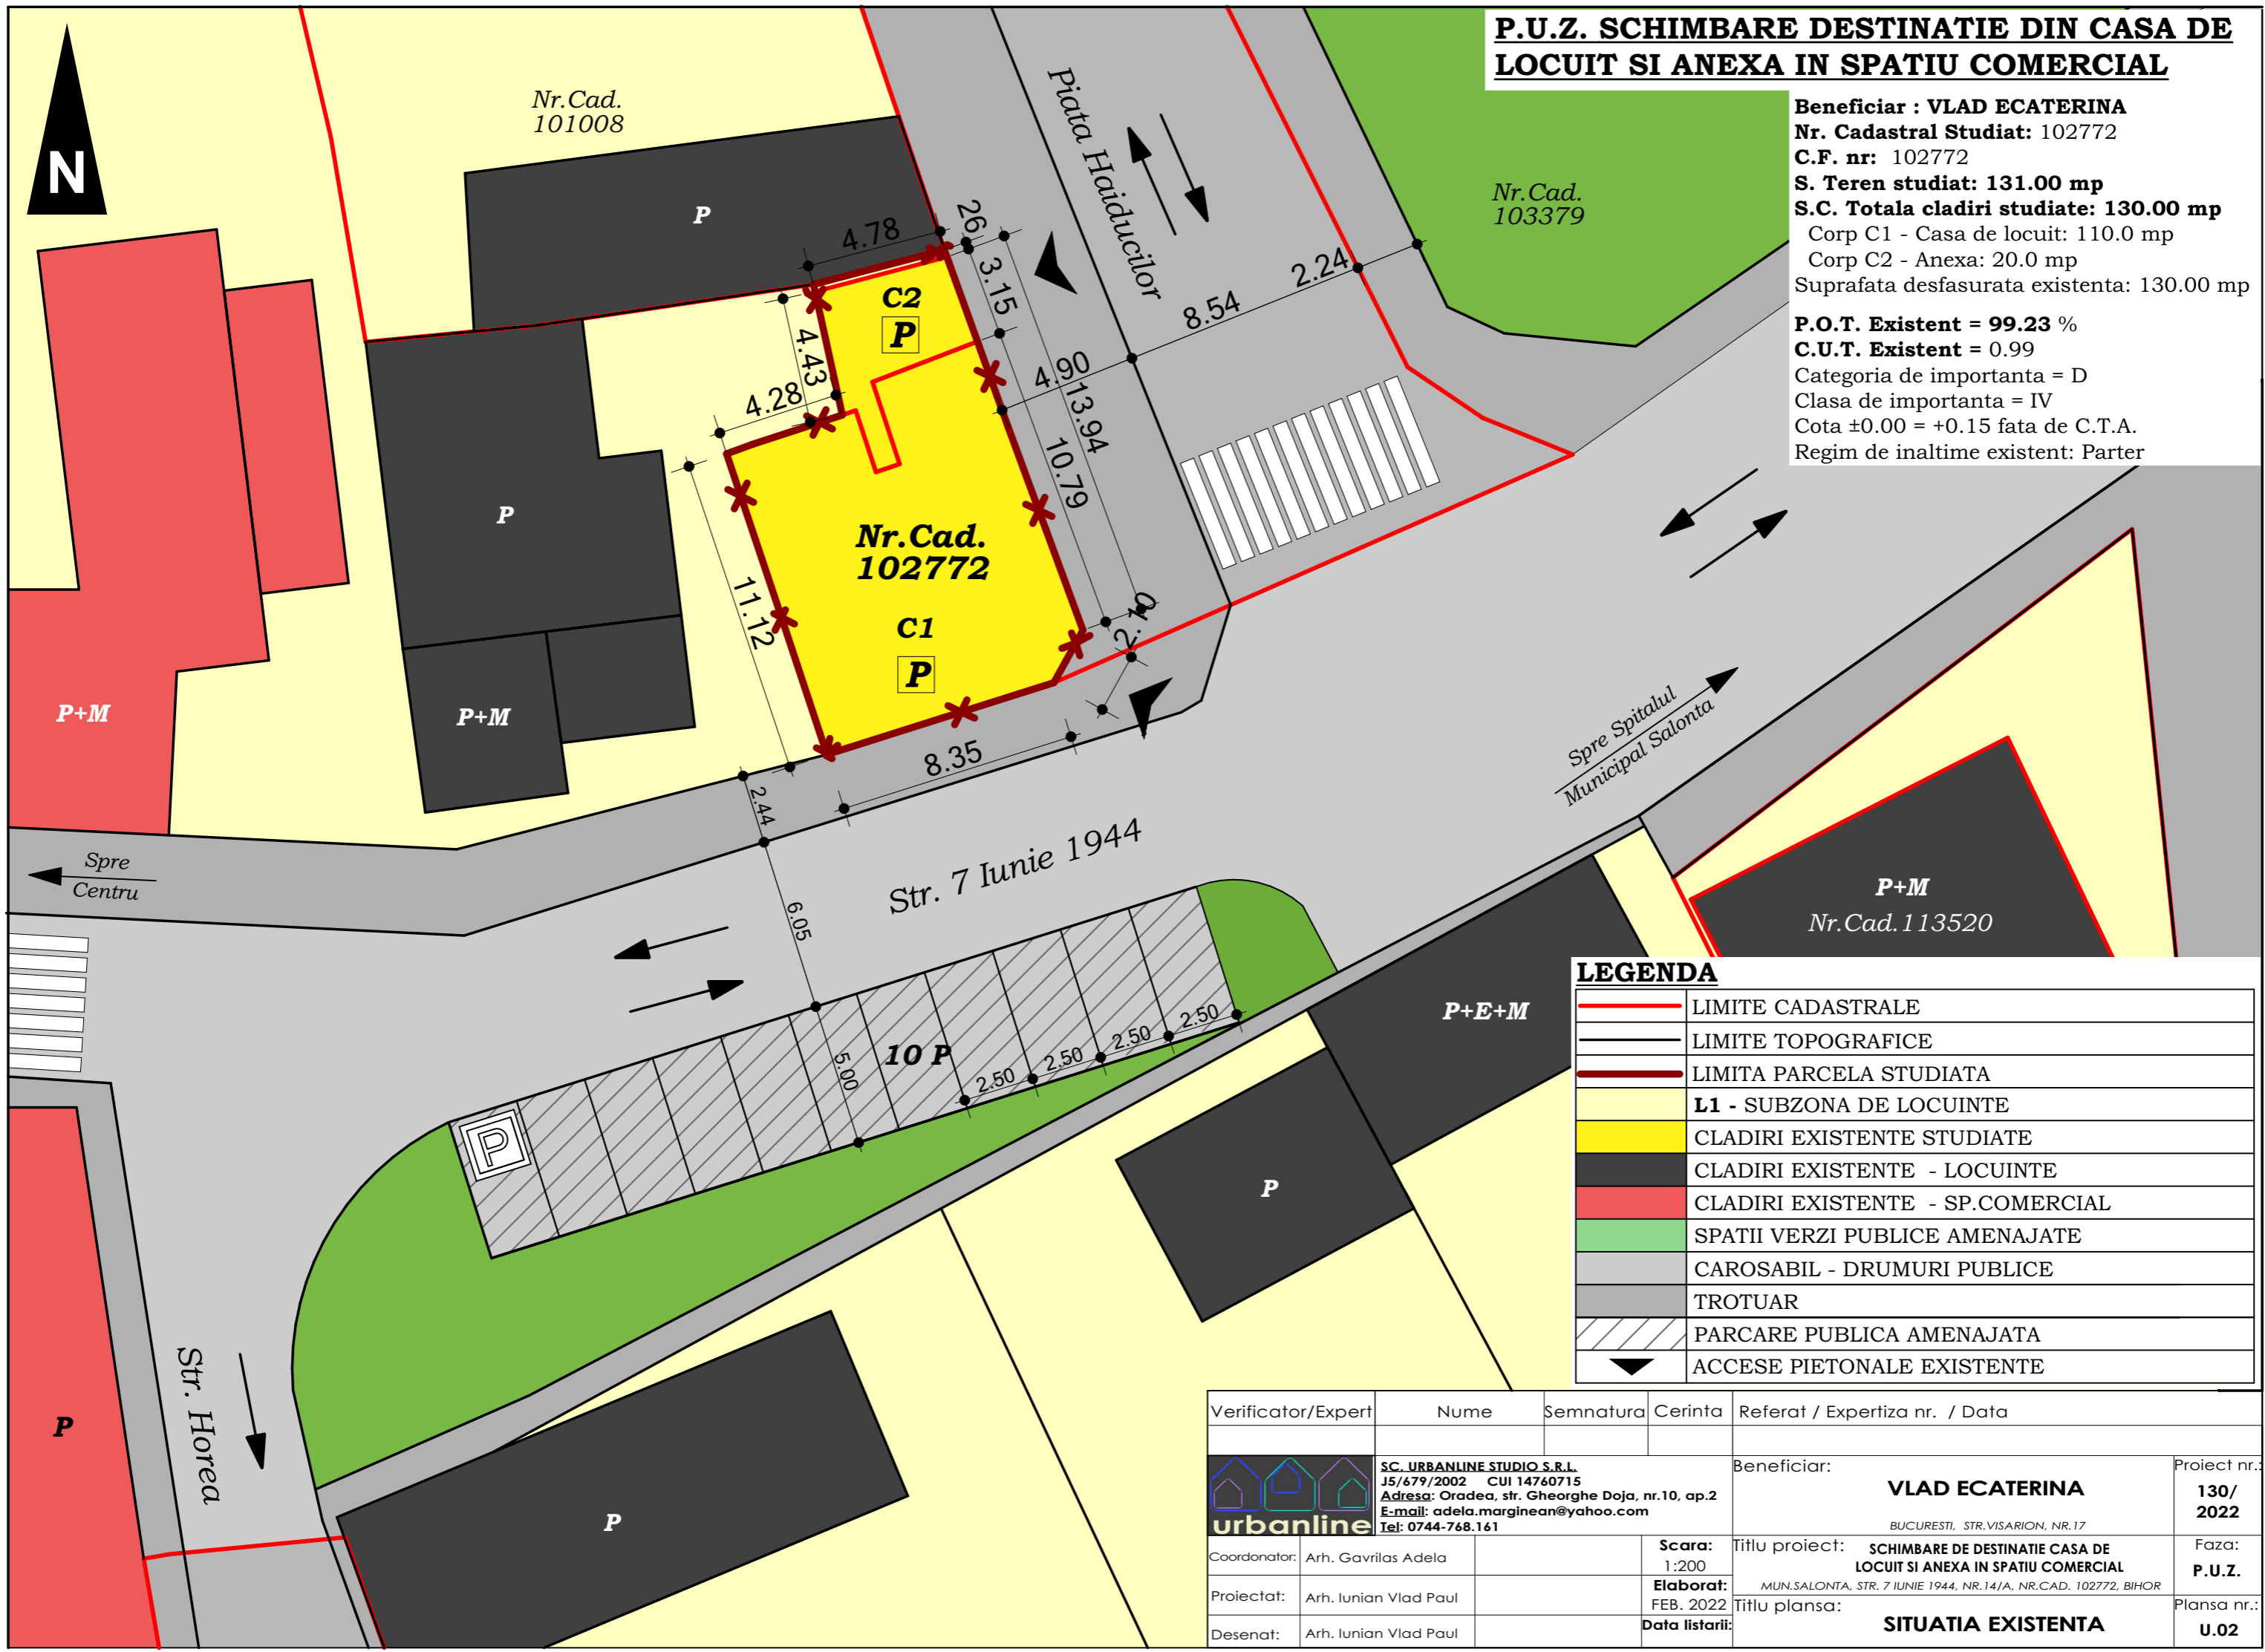 P.U.Z. SCHIMBARE DESTINATIE DIN CASA DE
LOCUIT SI ANEXA IN SPATIU COMERCIAL
Beneficiar : VLAD ECATERINA
Nr. Cadastral Studiat: 102772
C.F. nr: 102772
S. Teren studiat: 131.00 mp
S.C. Totala cladiri studiate: 130.00 mp
Corp C1 - Casa de locuit: 110.0 mp
Corp C2 - Anexa: 20.0 mp
Suprafata desfasurata existenta: 130.00 mp
P.O.T. Existent = 99.23 %
C.U.T. Existent = 0.99
Categoria de importanta = D
Clasa de importanta = IV
Cota ±0.00 = +0.15 fata de C.T.A.
Regim de inaltime existent: Parter
N
Nr.Cad.
101008
P
Piata Haiducilor
Nr.Cad.
103379
4.78
26
3.15
2.24
8.54
4.90
13.94
10.79
4.43
4.28
C2
P
P
Nr.Cad.
102772
11.12
C1
P
2.10
8.35
P+M
P+M
2.44
Spre
Centru
Str. 7 Iunie 1944
6.05
Spre Spitalul
Municipal Salonta
P+M
Nr.Cad.113520
P+E+M
10 P
5.00
2.50
2.50
2.50
2.50
P
P
P
Str. Horea
P
LEGENDA
LIMITE CADASTRALE
LIMITE TOPOGRAFICE
LIMITA PARCELA STUDIATA
L1 - SUBZONA DE LOCUINTE
CLADIRI EXISTENTE STUDIATE
CLADIRI EXISTENTE - LOCUINTE
CLADIRI EXISTENTE - SP.COMERCIAL
SPATII VERZI PUBLICE AMENAJATE
CAROSABIL - DRUMURI PUBLICE
TROTUAR
PARCARE PUBLICA AMENAJATA
ACCESE PIETONALE EXISTENTE
Verificator/Expert Nume Semnatura Cerinta Referat / Expertiza nr. / Data
urbanline
SC. URBANLINE STUDIO S.R.L.
J5/679/2002 CUI 14760715
Adresa: Oradea, str. Gheorghe Doja, nr.10, ap.2
E-mail: adela.marginean@yahoo.com
Tel: 0744-768.161
Beneficiar:
VLAD ECATERINA
BUCURESTI, STR.VISARION, NR.17
Proiect nr.:
130/
2022
Coordonator: Arh. Gavrilas Adela
Proiectat: Arh. Iunian Vlad Paul
Desenat: Arh. Iunian Vlad Paul
Scara:
1:200
Elaborat:
FEB. 2022
Data listarii:
Titlu proiect: SCHIMBARE DE DESTINATIE CASA DE
LOCUIT SI ANEXA IN SPATIU COMERCIAL
MUN.SALONTA, STR. 7 IUNIE 1944, NR.14/A, NR.CAD. 102772, BIHOR
Faza:
P.U.Z.
Titlu plansa:
SITUATIA EXISTENTA
Plansa nr.:
U.02